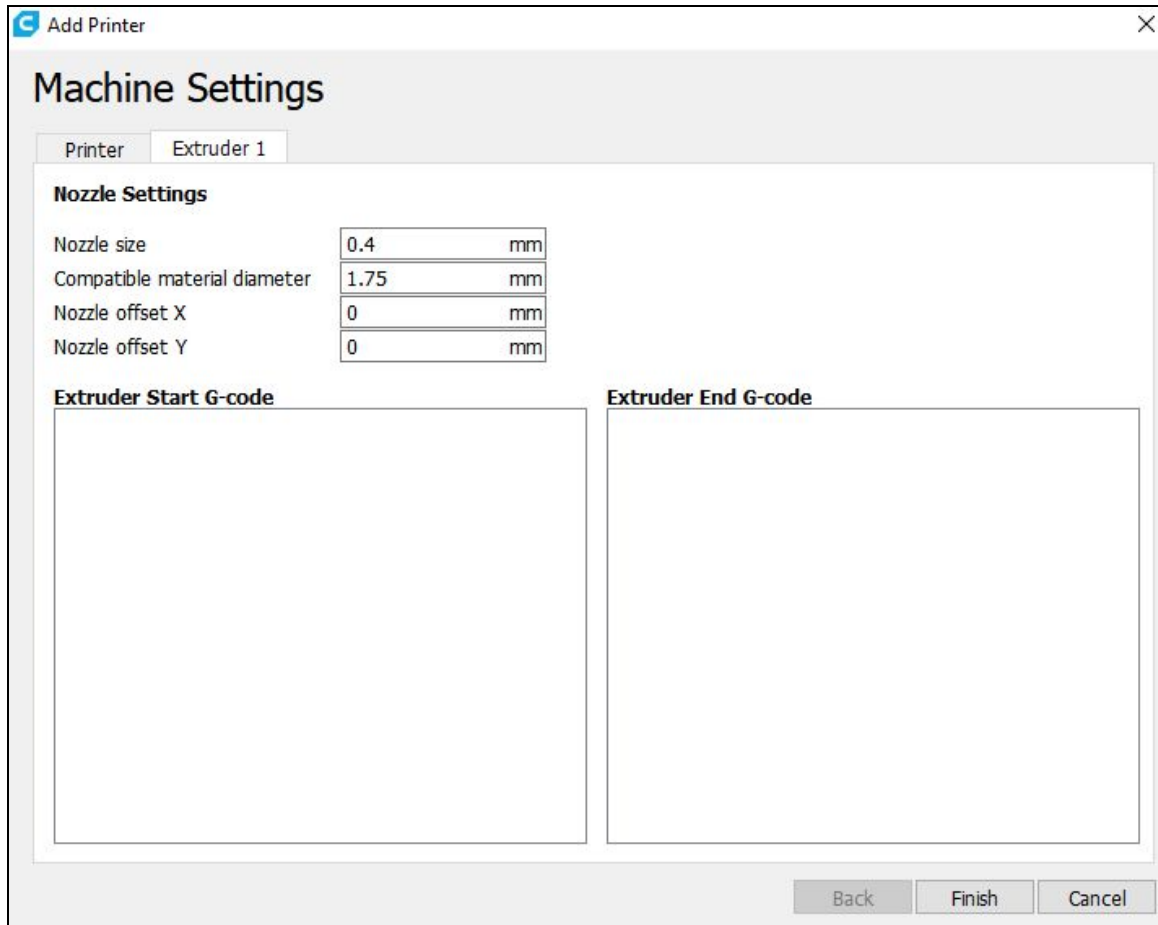 Add Printer
Machine Settings
Printer Extruder 1
Nozzle Settings
Nozzle size 0.4 mm
Compatible material diameter 1.75 mm
Nozzle offset X 0 mm
Nozzle offset Y 0 mm
Extruder Start G-code Extruder End G-code
Back Finish Cancel